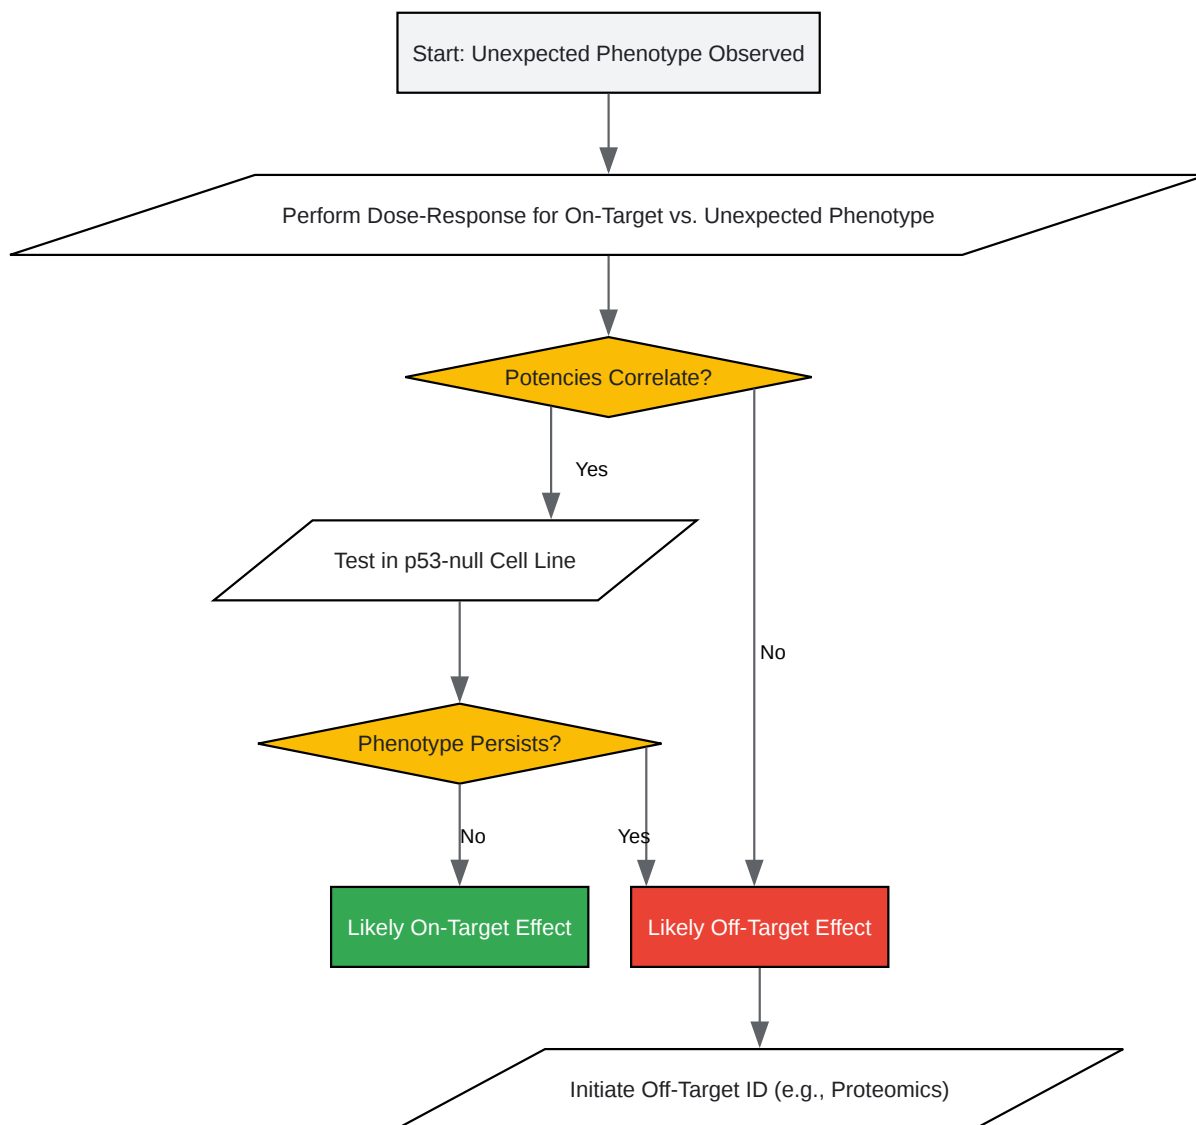 Start: Unexpected Phenotype Observed
Perform Dose-Response for On-Target vs. Unexpected Phenotype
Potencies Correlate?
Yes
Test in p53-null Cell Line
No
Phenotype Persists?
No
Yes
Likely On-Target Effect
Likely Off-Target Effect
Initiate Off-Target ID (e.g., Proteomics)